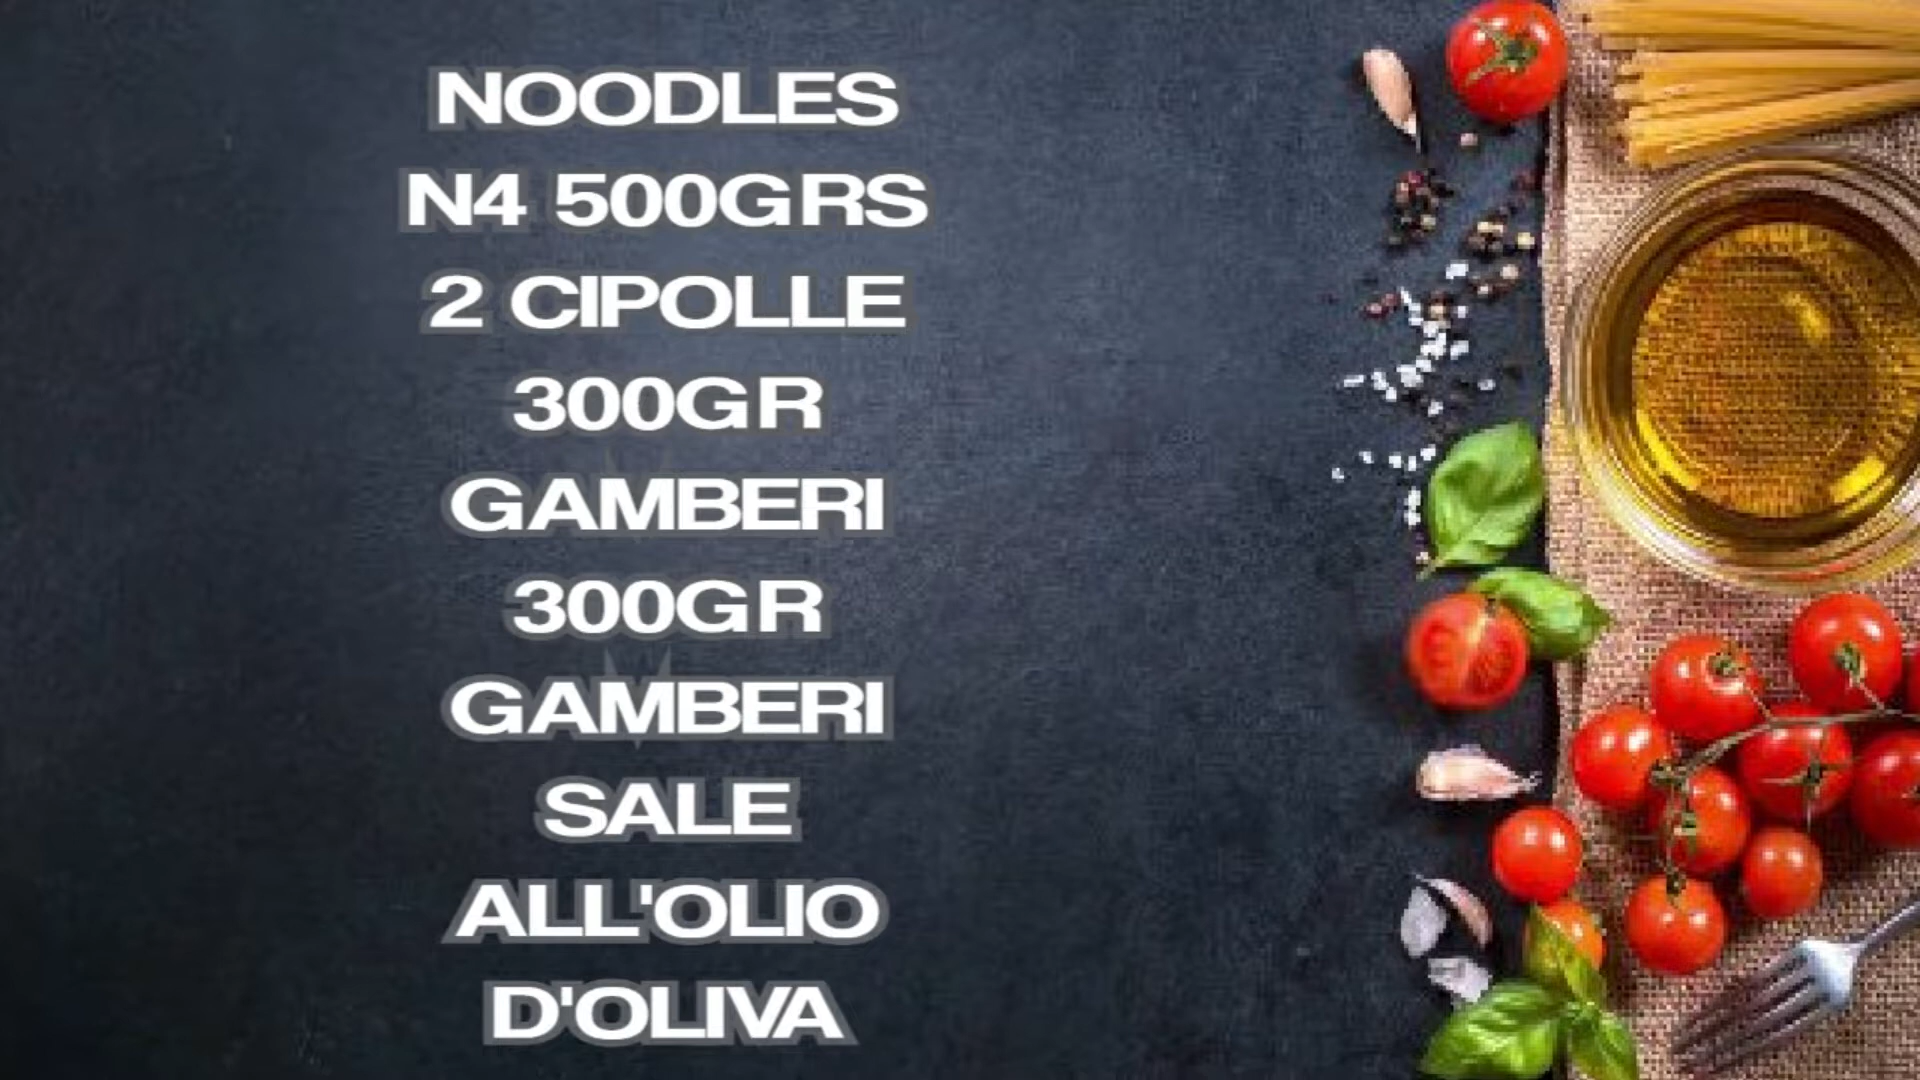 NOODLES
N4 500GRS
2 CIPOLLE
300GR
GAMBERI
300GR
GAMBERI
SALE
ALL'OLIO
D'OLIVA